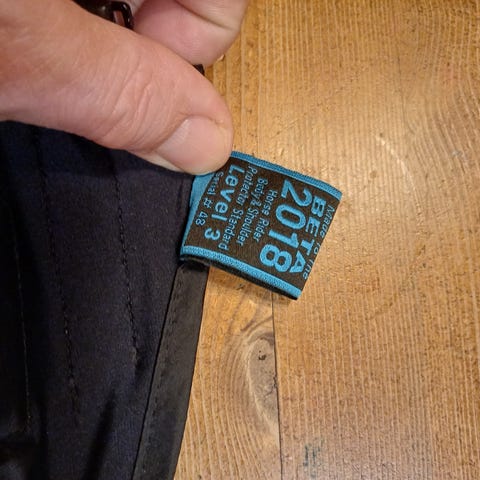 Made to the
BETA
2018
Horse Rider
Body & Shoulder
Protector Standard
Level 3
Serial # 48